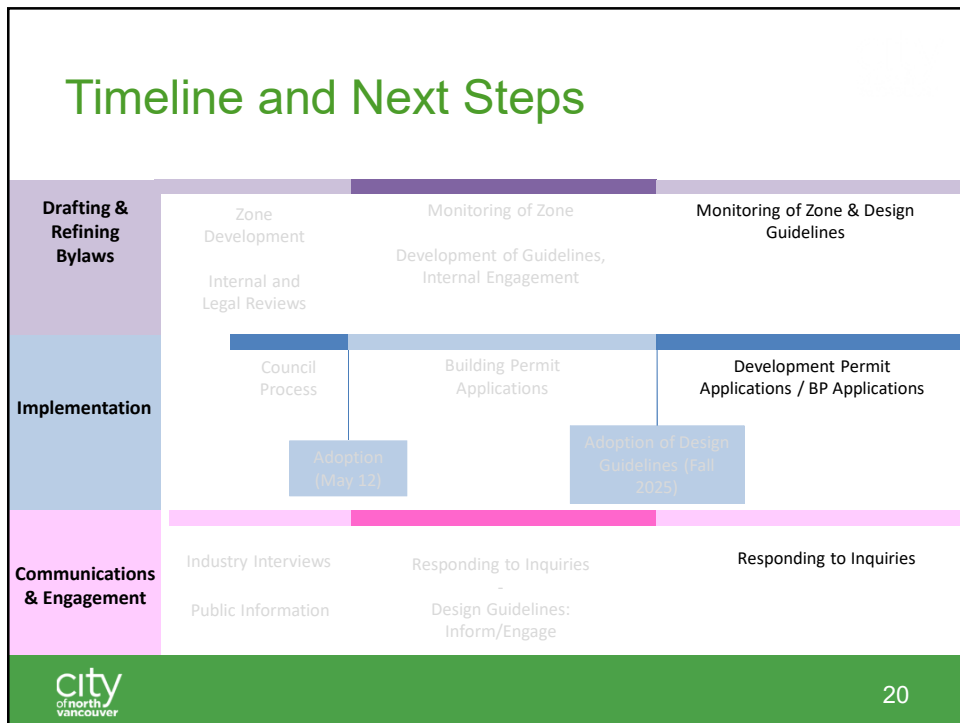 Timeline and Next Steps
Drafting &
Refining
Bylaws
Zone
Development
Internal and
Legal Reviews
Monitoring of Zone
Development of Guidelines,
Internal Engagement
Monitoring of Zone & Design
Guidelines
Implementation
Council
Process
Building Permit
Applications
Development Permit
Applications / BP Applications
Adoption
(May 12)
Adoption of Design
Guidelines (Fall
2025)
Communications
& Engagement
Industry Interviews
Public Information
Responding to Inquiries
-
Design Guidelines:
Inform/Engage
Responding to Inquiries
city
of north
vancouver
20